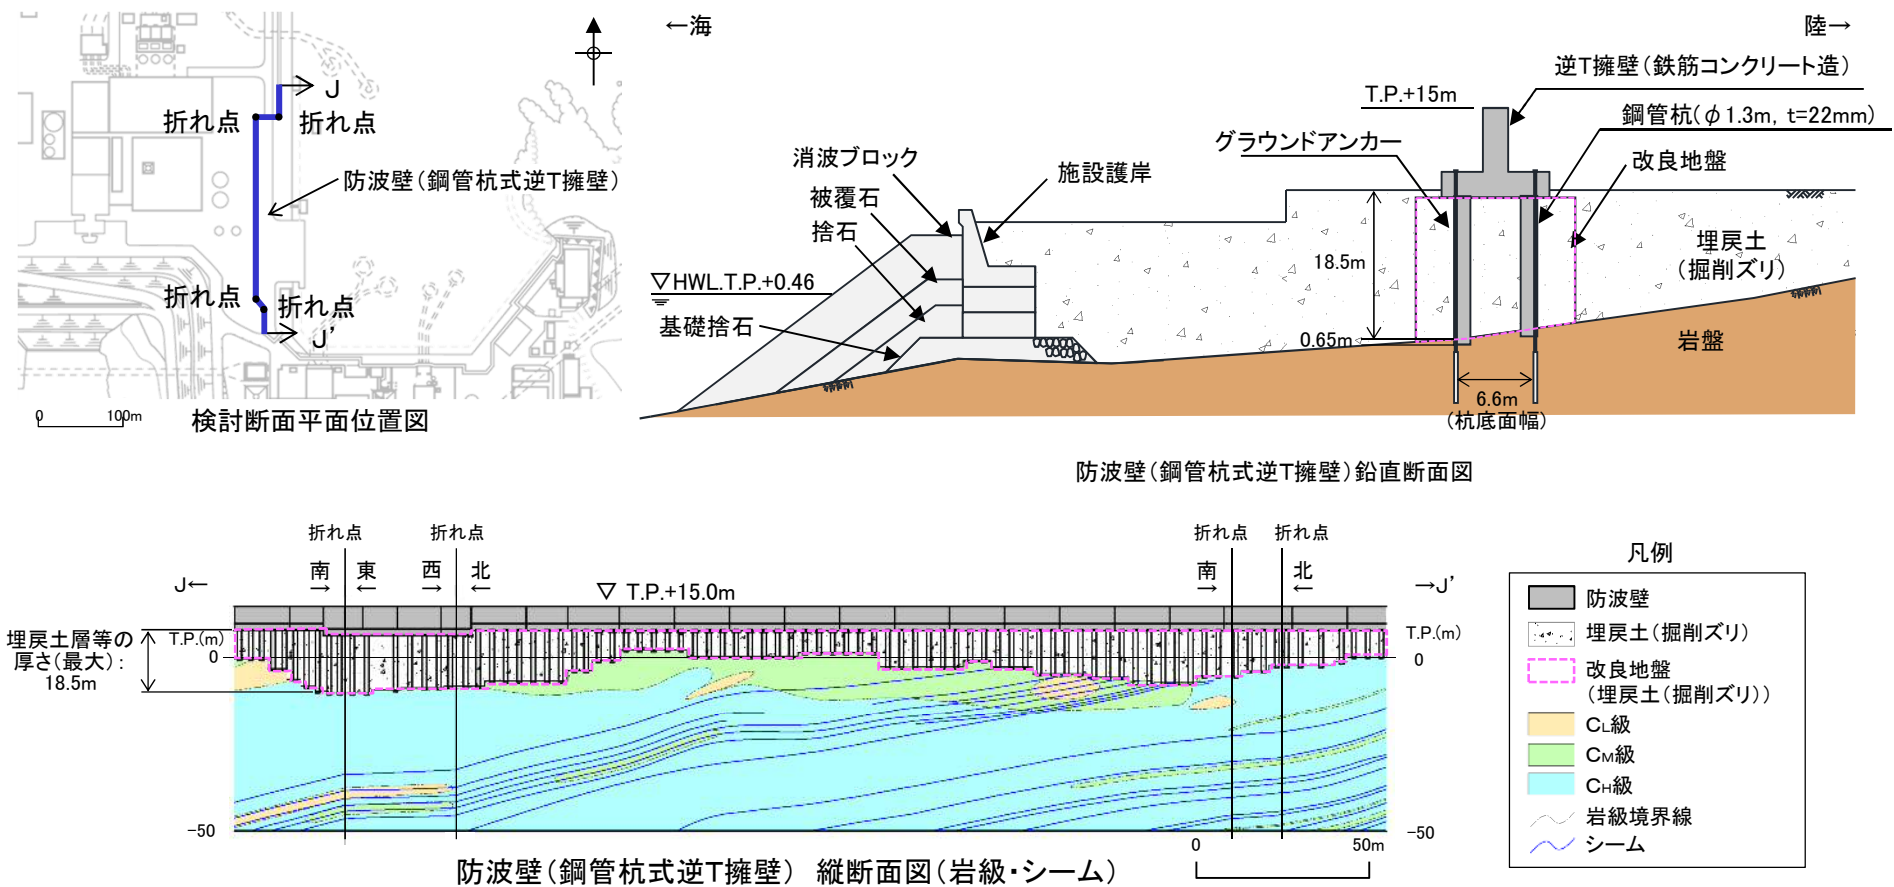 J
折れ点
折れ点
防波壁(鋼管杭式逆T擁壁)
折れ点
折れ点
J'
0
100m
検討断面平面位置図
←海
陸→
逆T擁壁(鉄筋コンクリート造)
T.P.+15m
鋼管杭(φ1.3m, t=22mm)
グラウンドアンカー
改良地盤
消波ブロック
施設護岸
被覆石
捨石
▽HWL.T.P.+0.46
基礎捨石
18.5m
埋戻土
(掘削ズリ)
0.65m
岩盤
6.6m
(杭底面幅)
防波壁(鋼管杭式逆T擁壁)鉛直断面図
折れ点
折れ点
折れ点
折れ点
J←
南→
東←
西→
北←
▽ T.P.+15.0m
南→
北←
→J'
埋戻土層等の
厚さ(最大):
18.5m
T.P.(m)
0
-50
T.P.(m)
0
-50
0
50m
防波壁(鋼管杭式逆T擁壁) 縦断面図(岩級・シーム)
凡例
防波壁
埋戻土(掘削ズリ)
改良地盤
(埋戻土(掘削ズリ))
CL級
CM級
CH級
岩級境界線
シーム